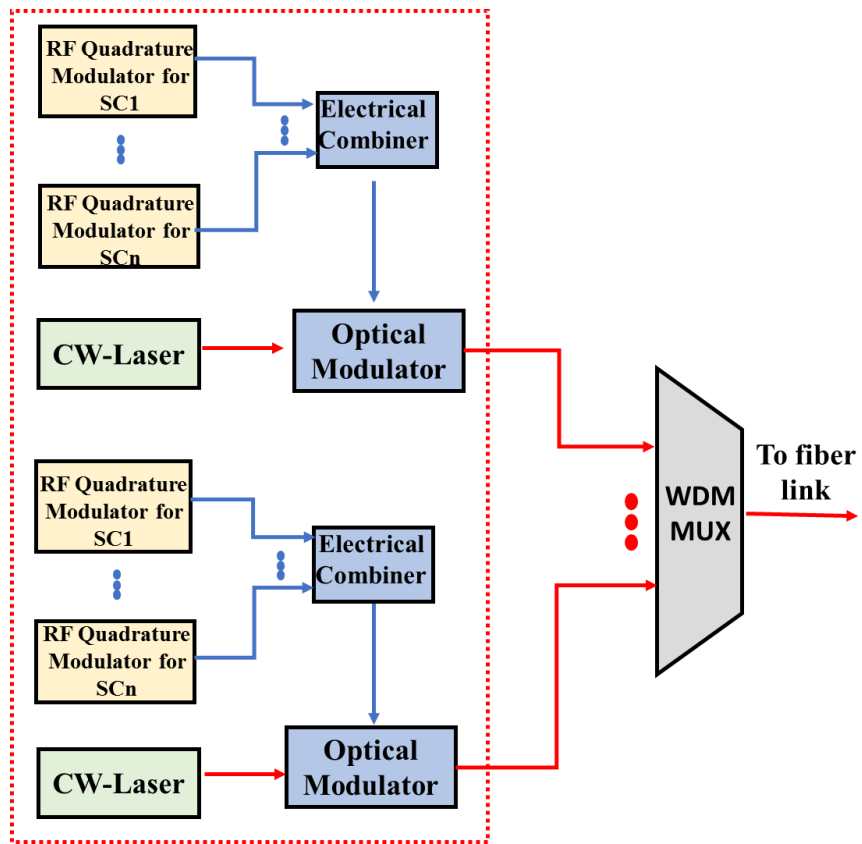 RF Quadrature
Modulator for
SC1
Electrical
Combiner
RF Quadrature
Modulator for
SCn
CW-Laser
Optical
Modulator
RF Quadrature
Modulator for
SC1
Electrical
Combiner
RF Quadrature
Modulator for
SCn
CW-Laser
Optical
Modulator
WDM
MUX
To fiber
link